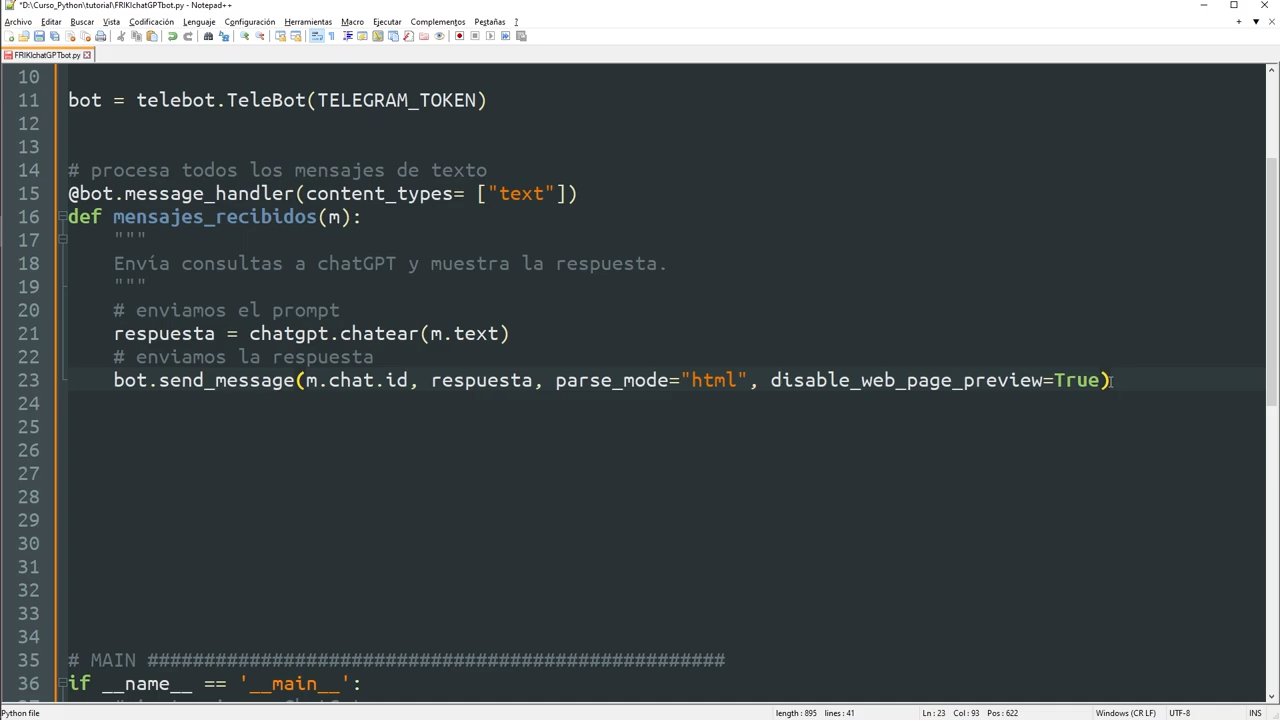 *D:\Curso_Python\tutorial\FRIKIchatGPTbot.py - Notepad++
Archivo Editar Buscar Vista Codificación Lenguaje Configuración Herramientas Macro Ejecutar Complementos Pestañas ?
FRIKIchatGPTbot.py
10
11 bot = telebot.TeleBot(TELEGRAM_TOKEN)
12
13
14 # procesa todos los mensajes de texto
15 @bot.message_handler(content_types= ["text"])
16 def mensajes_recibidos(m):
17 """
18 Envía consultas a chatGPT y muestra la respuesta.
19 """
20 # enviamos el prompt
21 respuesta = chatgpt.chatear(m.text)
22 # enviamos la respuesta
23 bot.send_message(m.chat.id, respuesta, parse_mode="html", disable_web_page_preview=True)
24
25
26
27
28
29
30
31
32
33
34
35 # MAIN ###################################################
36 if __name__ == '__main__':
Python file length : 895 lines : 41 Ln : 23 Col : 93 Pos : 622 Windows (CR LF) UTF-8 INS